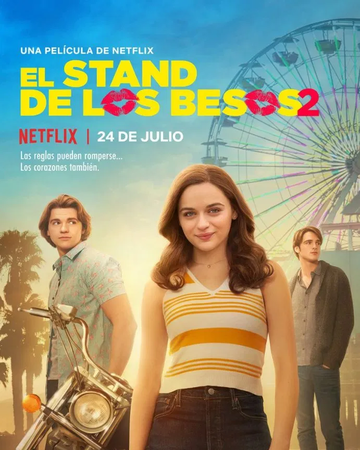 UNA PELÍCULA DE NETFLIX
EL STAND
DE LOS BESOS2
NETFLIX | 24 DE JULIO
Las reglas pueden romperse...
Los corazones también.